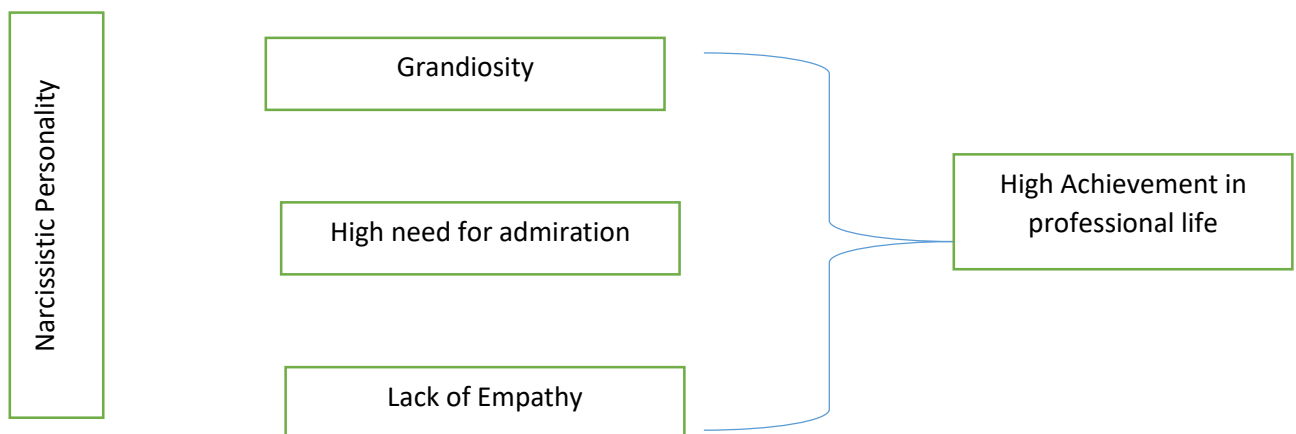 Narcissistic Personality
Grandiosity
High need for admiration
Lack of Empathy
High Achievement in
professional life